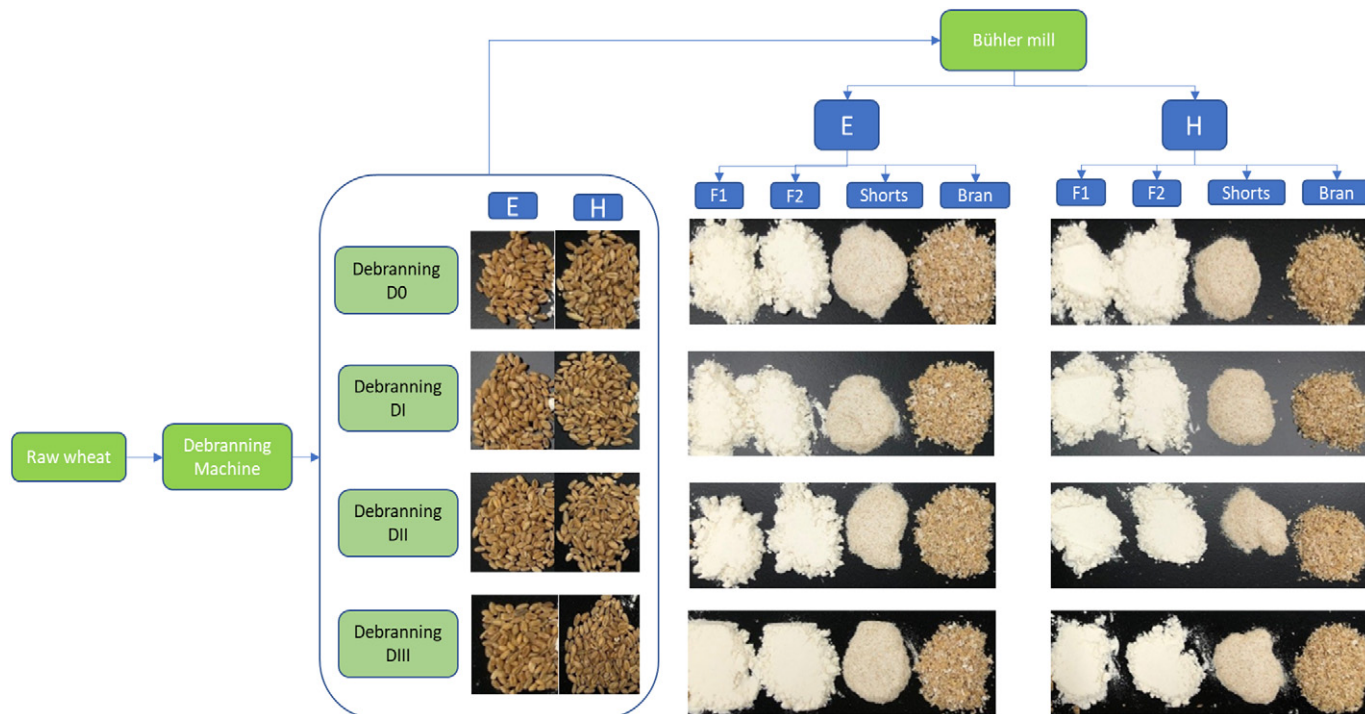 Bühler mill
E
H
F1
F2
Shorts
Bran
F1
F2
Shorts
Bran
E
H
Debranning
D0
Debranning
DI
Raw wheat
Debranning
Machine
Debranning
DII
Debranning
DIII